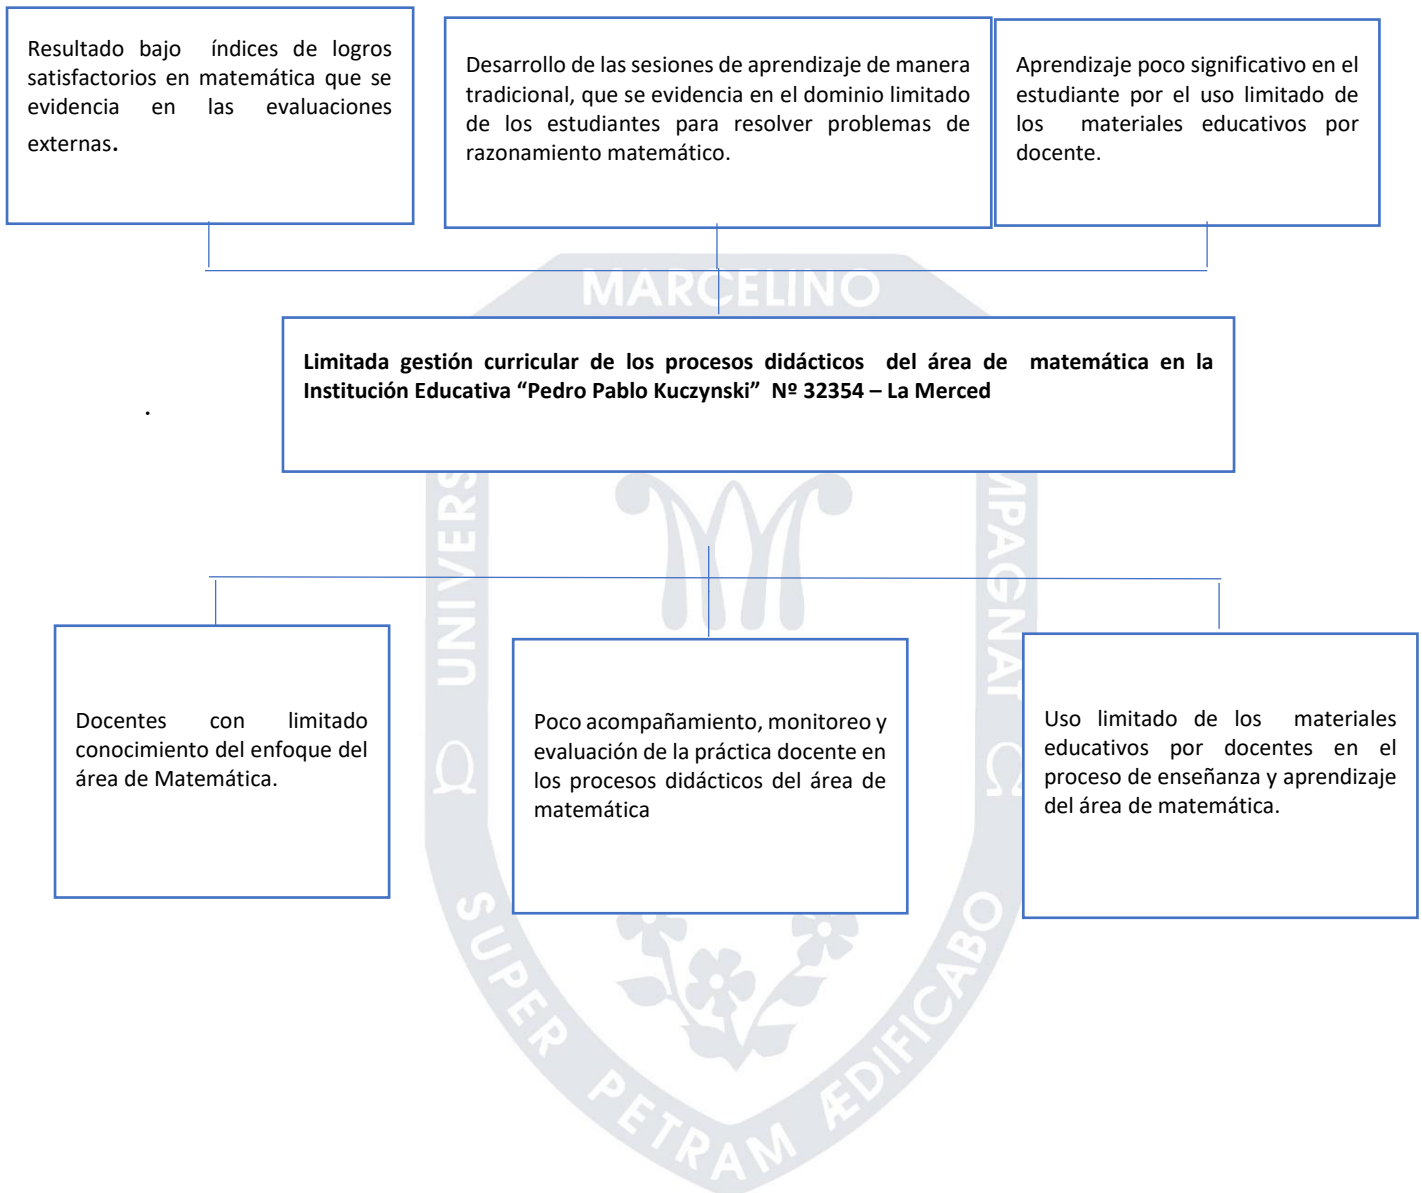 Resultado bajo índices de logros
satisfactorios en matemática que se
evidencia en las evaluaciones
externas.
Desarrollo de las sesiones de aprendizaje de manera
tradicional, que se evidencia en el dominio limitado
de los estudiantes para resolver problemas de
razonamiento matemático.
Aprendizaje poco significativo en el
estudiante por el uso limitado de
los materiales educativos por
docente.
MARCELINO
Limitada gestión curricular de los procesos didácticos del área de matemática en la
Institución Educativa “Pedro Pablo Kuczynski” Nº 32354 – La Merced
.
UNIVERS
MPAGNAT
Docentes con limitado
conocimiento del enfoque del
área de Matemática.
Poco acompañamiento, monitoreo y
evaluación de la práctica docente en
los procesos didácticos del área de
matemática
Uso limitado de los materiales
educativos por docentes en el
proceso de enseñanza y aprendizaje
del área de matemática.
Ω
SUPER PETRAM ÆDIFICABO